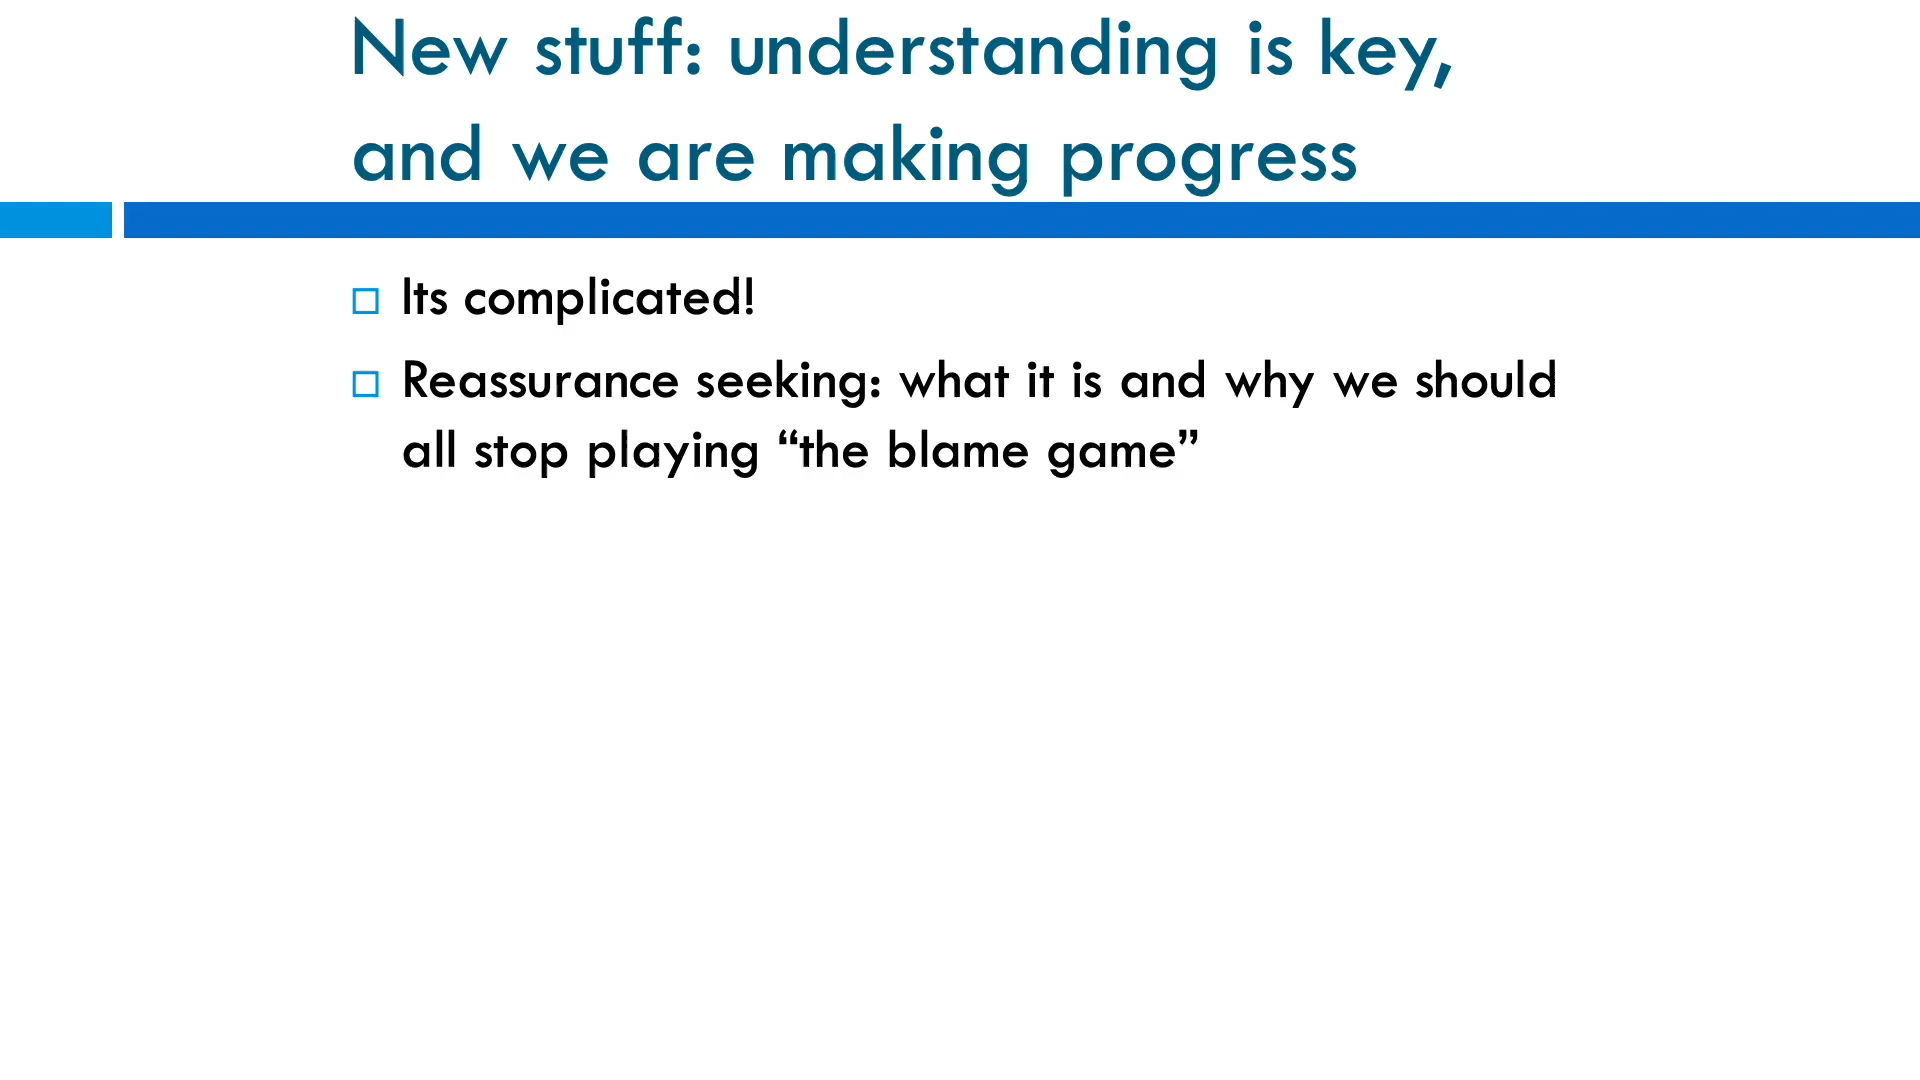 New stuff: understanding is key,
and we are making progress
Its complicated!
Reassurance seeking: what it is and why we should
all stop playing “the blame game”